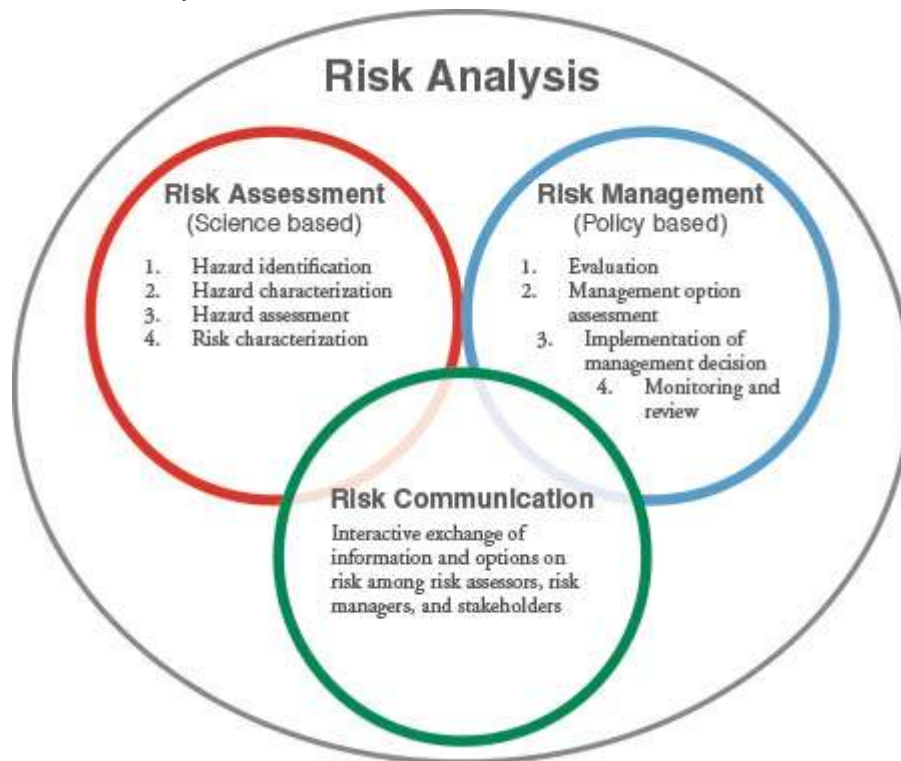 Risk Analysis
Risk Assessment
(Science based)
1. Hazard identification
2. Hazard characterization
3. Hazard assessment
4. Risk characterization
Risk Management
(Policy based)
1. Evaluation
2. Management option
assessment
3. Implementation of
management decision
4. Monitoring and
review
Risk Communication
Interactive exchange of
information and options on
risk among risk assessors, risk
managers, and stakeholders